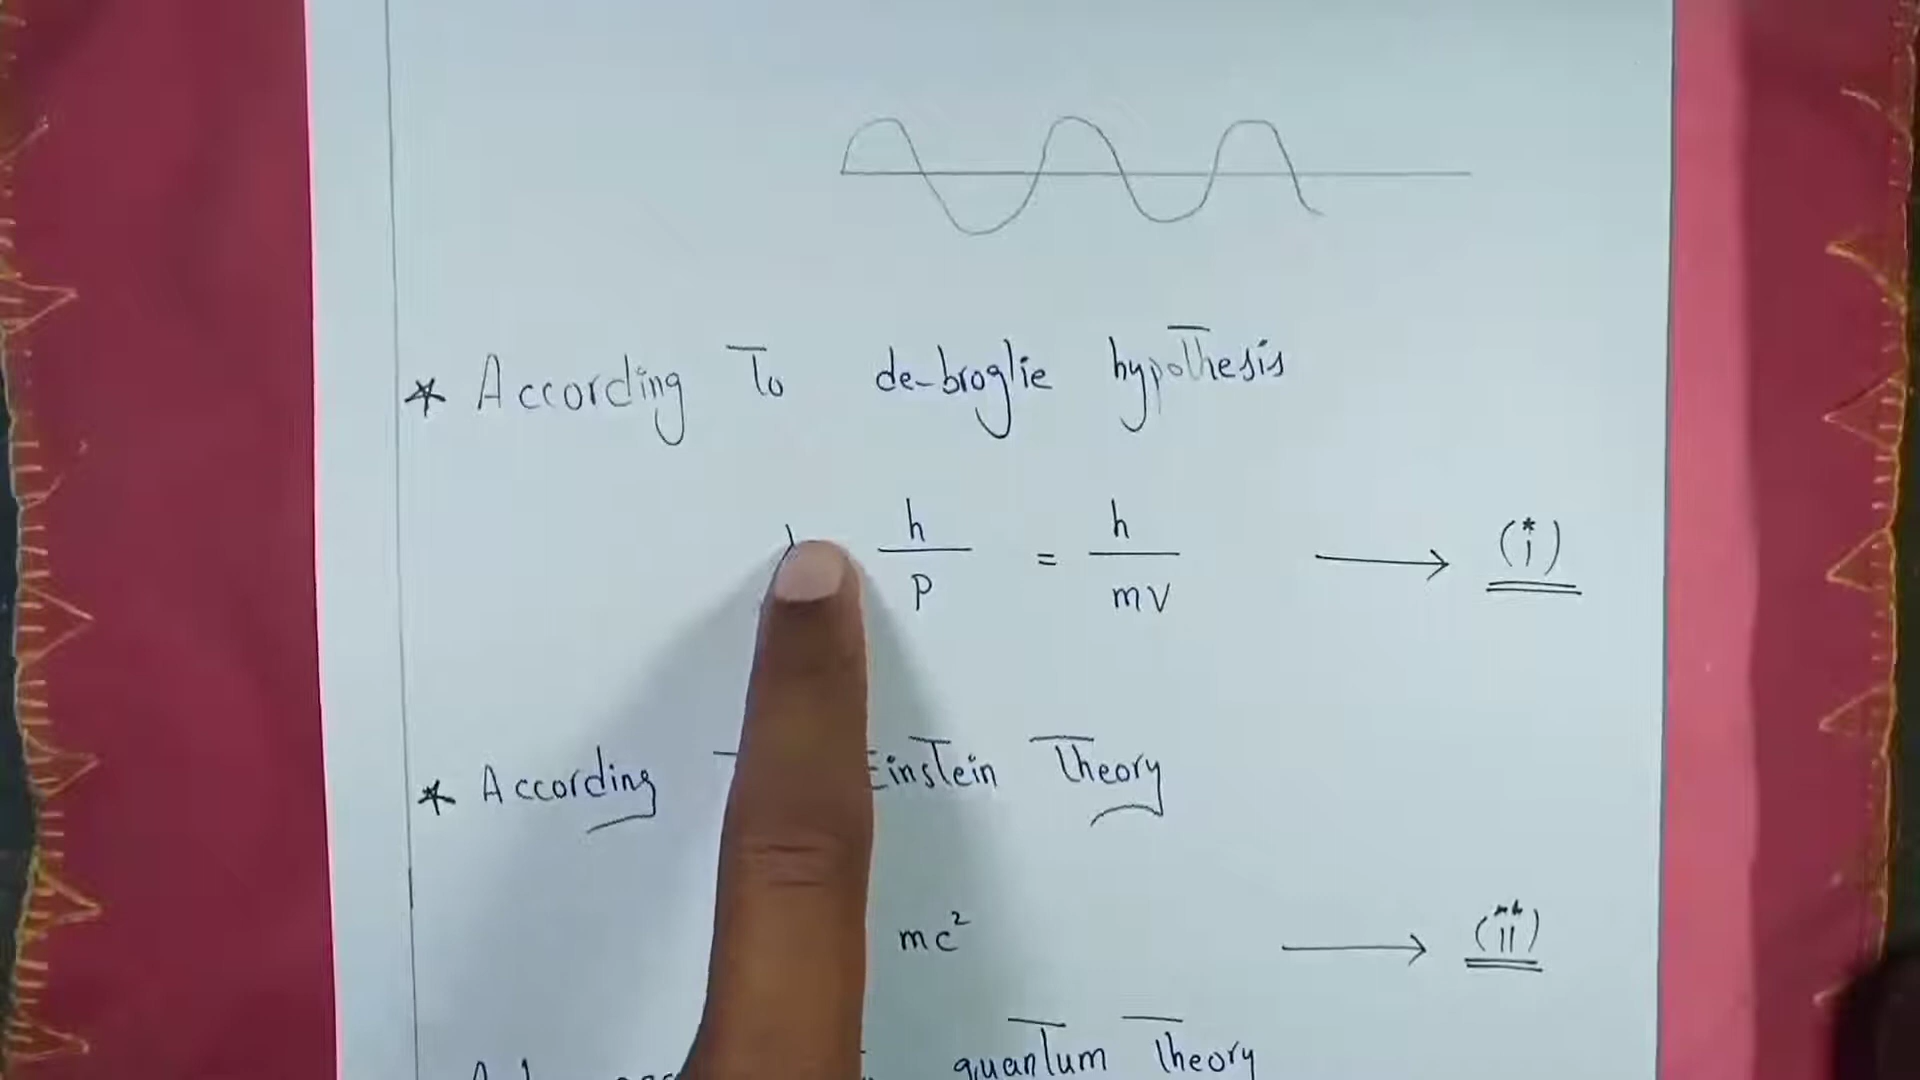 * According To de-broglie hypothesis
h/p = h/mv → (i)
* According Einstein Theory
mc² → (ii)
quantum Theory